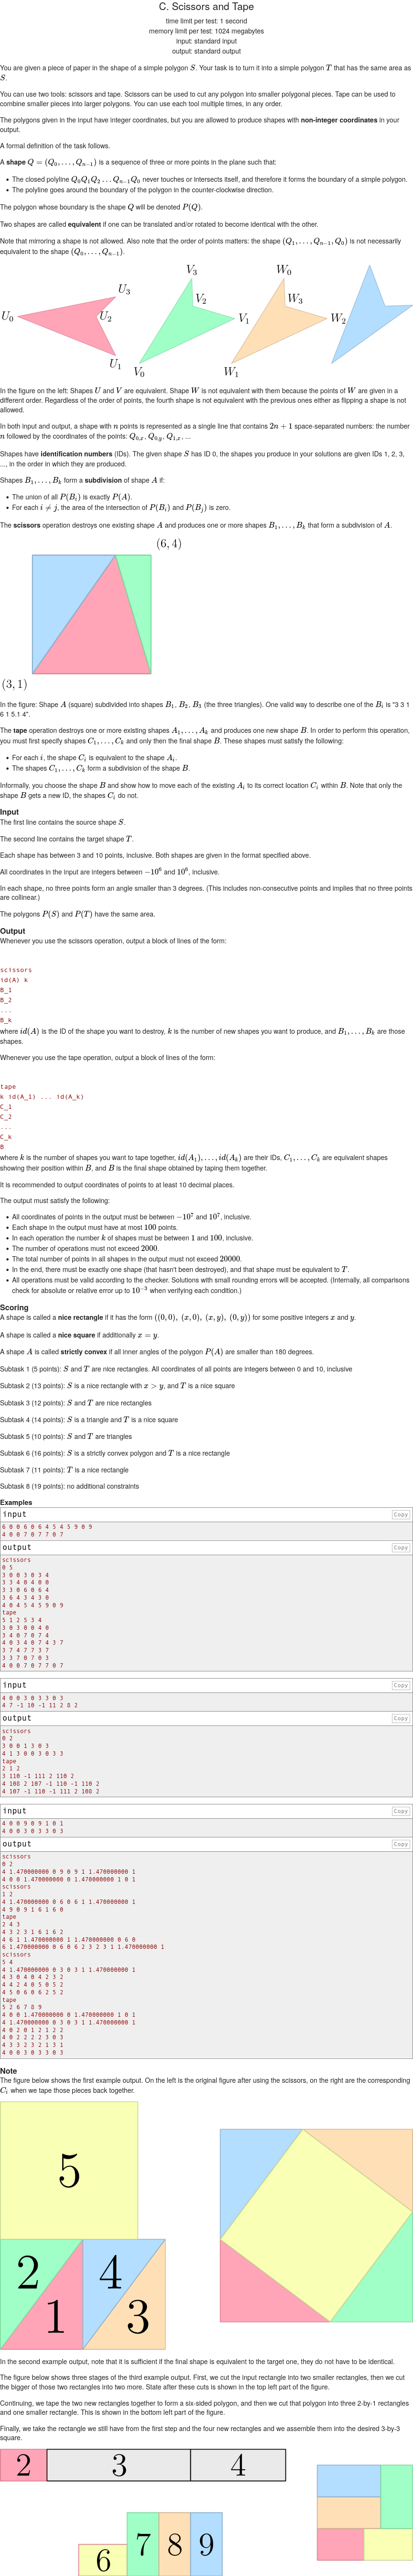 C. Scissors and Tape
time limit per test: 1 second
memory limit per test: 1024 megabytes
input: standard input
output: standard output
You are given a piece of paper in the shape of a simple polygon S. Your task is to turn it into a simple polygon T that has the same area as
S.
You can use two tools: scissors and tape. Scissors can be used to cut any polygon into smaller polygonal pieces. Tape can be used to
combine smaller pieces into larger polygons. You can use each tool multiple times, in any order.
The polygons given in the input have integer coordinates, but you are allowed to produce shapes with non-integer coordinates in your
output.
A formal definition of the task follows.
A shape Q = (Q0, . . . , Qn−1) is a sequence of three or more points in the plane such that:
• The closed polyline Q0Q1Q2 . . . Qn−1Q0 never touches or intersects itself, and therefore it forms the boundary of a simple polygon.
• The polyline goes around the boundary of the polygon in the counter-clockwise direction.
The polygon whose boundary is the shape Q will be denoted P(Q).
Two shapes are called equivalent if one can be translated and/or rotated to become identical with the other.
Note that mirroring a shape is not allowed. Also note that the order of points matters: the shape (Q1, . . . , Qn−1, Q0) is not necessarily
equivalent to the shape (Q0, . . . , Qn−1).
U0 U1 U2 U3 V0 V1 V2 V3 W0 W1 W2 W3
In the figure on the left: Shapes U and V are equivalent. Shape W is not equivalent with them because the points of W are given in a
different order. Regardless of the order of points, the fourth shape is not equivalent with the previous ones either as flipping a shape is not
allowed.
In both input and output, a shape with n points is represented as a single line that contains 2n + 1 space-separated numbers: the number
n followed by the coordinates of the points: Q0,x, Q0,y, Q1,x, ...
Shapes have identification numbers (IDs). The given shape S has ID 0, the shapes you produce in your solutions are given IDs 1, 2, 3,
..., in the order in which they are produced.
Shapes B1, . . . , Bk form a subdivision of shape A if:
• The union of all P(Bi) is exactly P(A).
• For each i ≠ j, the area of the intersection of P(Bi) and P(Bj) is zero.
The scissors operation destroys one existing shape A and produces one or more shapes B1, . . . , Bk that form a subdivision of A.
(6, 4)
(3, 1)
In the figure: Shape A (square) subdivided into shapes B1, B2, B3 (the three triangles). One valid way to describe one of the Bi is "3 3 1
6 1 5.1 4".
The tape operation destroys one or more existing shapes A1, . . . , Ak and produces one new shape B. In order to perform this operation,
you must first specify shapes C1, . . . , Ck and only then the final shape B. These shapes must satisfy the following:
• For each i, the shape Ci is equivalent to the shape Ai.
• The shapes C1, . . . , Ck form a subdivision of the shape B.
Informally, you choose the shape B and show how to move each of the existing Ai to its correct location Ci within B. Note that only the
shape B gets a new ID, the shapes Ci do not.
Input
The first line contains the source shape S.
The second line contains the target shape T.
Each shape has between 3 and 10 points, inclusive. Both shapes are given in the format specified above.
All coordinates in the input are integers between −10^6 and 10^6, inclusive.
In each shape, no three points form an angle smaller than 3 degrees. (This includes non-consecutive points and implies that no three points
are collinear.)
The polygons P(S) and P(T) have the same area.
Output
Whenever you use the scissors operation, output a block of lines of the form:
scissors
id(A) k
B_1
B_2
...
B_k
where id(A) is the ID of the shape you want to destroy, k is the number of new shapes you want to produce, and B1, . . . , Bk are those
shapes.
Whenever you use the tape operation, output a block of lines of the form:
tape
k id(A_1) ... id(A_k)
C_1
C_2
...
C_k
B
where k is the number of shapes you want to tape together, id(A1), . . . , id(Ak) are their IDs, C1, . . . , Ck are equivalent shapes
showing their position within B, and B is the final shape obtained by taping them together.
It is recommended to output coordinates of points to at least 10 decimal places.
The output must satisfy the following:
• All coordinates of points in the output must be between −10^7 and 10^7, inclusive.
• Each shape in the output must have at most 100 points.
• In each operation the number k of shapes must be between 1 and 100, inclusive.
• The number of operations must not exceed 2000.
• The total number of points in all shapes in the output must not exceed 20000.
• In the end, there must be exactly one shape (that hasn't been destroyed), and that shape must be equivalent to T.
• All operations must be valid according to the checker. Solutions with small rounding errors will be accepted. (Internally, all comparisons
check for absolute or relative error up to 10^−3 when verifying each condition.)
Scoring
A shape is called a nice rectangle if it has the form ((0, 0), (x, 0), (x, y), (0, y)) for some positive integers x and y.
A shape is called a nice square if additionally x = y.
A shape A is called strictly convex if all inner angles of the polygon P(A) are smaller than 180 degrees.
Subtask 1 (5 points): S and T are nice rectangles. All coordinates of all points are integers between 0 and 10, inclusive
Subtask 2 (13 points): S is a nice rectangle with x > y, and T is a nice square
Subtask 3 (12 points): S and T are nice rectangles
Subtask 4 (14 points): S is a triangle and T is a nice square
Subtask 5 (10 points): S and T are triangles
Subtask 6 (16 points): S is a strictly convex polygon and T is a nice rectangle
Subtask 7 (11 points): T is a nice rectangle
Subtask 8 (19 points): no additional constraints
Examples
input
Copy
6 0 0 6 0 6 4 5 4 5 9 0 9
4 0 0 7 0 7 7 0 7
output
Copy
scissors
0 5
3 0 0 3 0 3 4
3 3 4 0 4 0 0
3 3 0 6 0 6 4
3 6 4 3 4 3 0
4 0 4 5 4 5 9 0 9
tape
5 1 2 5 3 4
3 0 3 0 0 4 0
3 4 0 7 0 7 4
4 0 3 4 0 7 4 3 7
3 7 4 7 7 3 7
3 3 7 0 7 0 3
4 0 0 7 0 7 7 0 7
input
Copy
4 0 0 3 0 3 3 0 3
4 7 -1 10 -1 11 2 8 2
output
Copy
scissors
0 2
3 0 0 1 3 0 3
4 1 3 0 0 3 0 3 3
tape
2 1 2
3 110 -1 111 2 110 2
4 108 2 107 -1 110 -1 110 2
4 107 -1 110 -1 111 2 108 2
input
Copy
4 0 0 9 0 9 1 0 1
4 0 0 3 0 3 3 0 3
output
Copy
scissors
0 2
4 1.470000000 0 9 0 9 1 1.470000000 1
4 0 0 1.470000000 0 1.470000000 1 0 1
scissors
1 2
4 1.470000000 0 6 0 6 1 1.470000000 1
4 9 0 9 1 6 1 6 0
tape
2 4 3
4 3 2 3 1 6 1 6 2
4 6 1 1.470000000 1 1.470000000 0 6 0
6 1.470000000 0 6 0 6 2 3 2 3 1 1.470000000 1
scissors
5 4
4 1.470000000 0 3 0 3 1 1.470000000 1
4 3 0 4 0 4 2 3 2
4 4 2 4 0 5 0 5 2
4 5 0 6 0 6 2 5 2
tape
5 2 6 7 8 9
4 0 0 1.470000000 0 1.470000000 1 0 1
4 1.470000000 0 3 0 3 1 1.470000000 1
4 0 2 0 1 2 1 2 2
4 0 2 2 2 2 3 0 3
4 3 3 2 3 2 1 3 1
4 0 0 3 0 3 3 0 3
Note
The figure below shows the first example output. On the left is the original figure after using the scissors, on the right are the corresponding
Ci when we tape those pieces back together.
5
2 4
1 3
In the second example output, note that it is sufficient if the final shape is equivalent to the target one, they do not have to be identical.
The figure below shows three stages of the third example output. First, we cut the input rectangle into two smaller rectangles, then we cut
the bigger of those two rectangles into two more. State after these cuts is shown in the top left part of the figure.
Continuing, we tape the two new rectangles together to form a six-sided polygon, and then we cut that polygon into three 2-by-1 rectangles
and one smaller rectangle. This is shown in the bottom left part of the figure.
Finally, we take the rectangle we still have from the first step and the four new rectangles and we assemble them into the desired 3-by-3
square.
2 3 4
6 7 8 9